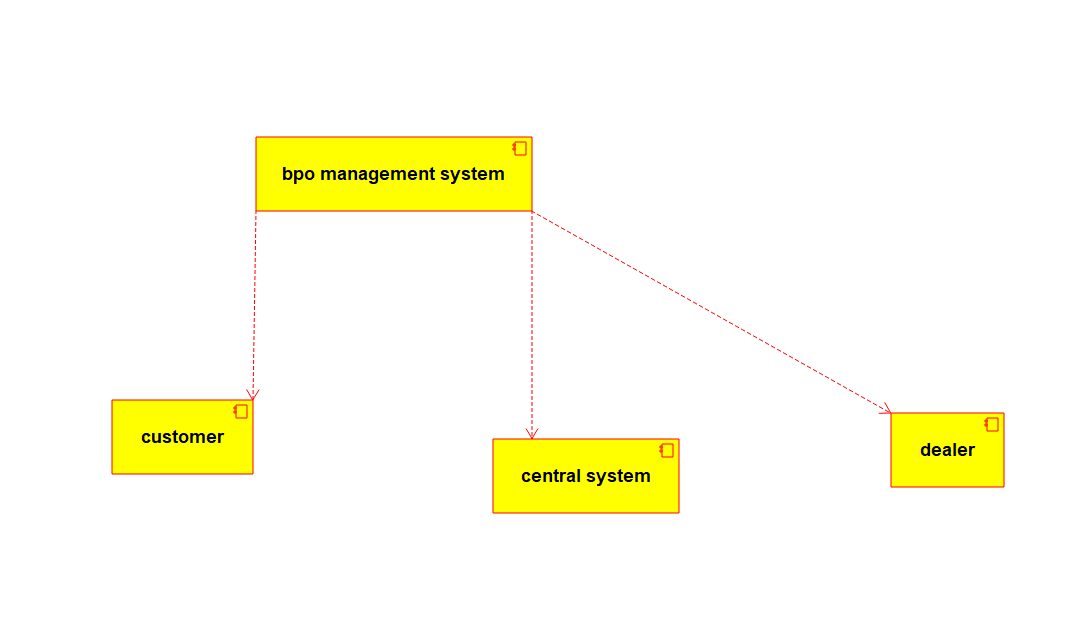 bpo management system
customer
central system
dealer